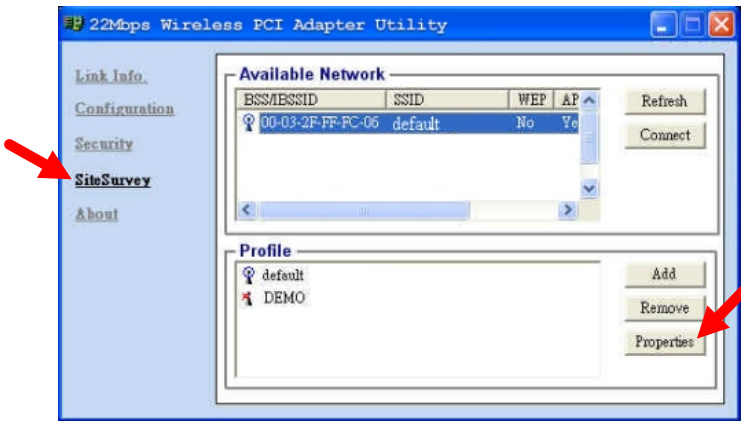 22Mbps Wireless PCI Adapter Utility
Link Info.
Configuration
Security
SiteSurvey
About
Available Network
BSS/IBSSID SSID WEP AP
00-03-2F-FF-FC-06 default No Ye
Refresh
Connect
Profile
default
DEMO
Add
Remove
Properties